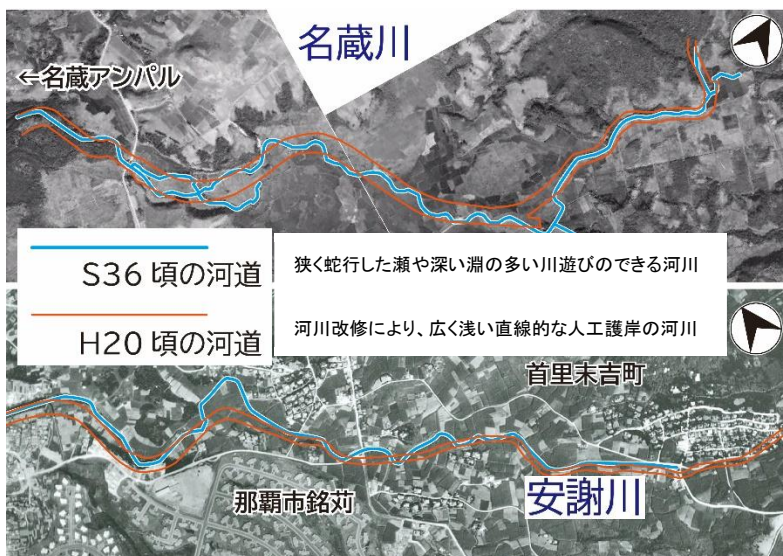 名蔵川
←名蔵アンパル
S36 頃の河道
狭く蛇行した瀬や深い淵の多い川遊びのできる河川
H20 頃の河道
河川改修により、広く浅い直線的な人工護岸の河川
首里末吉町
那覇市銘苅
安謝川